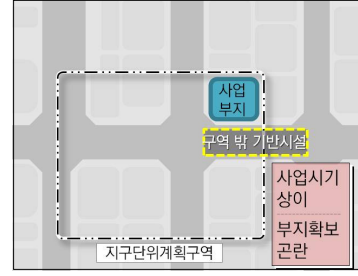 사업
부지
구역 밖 기반시설
사업시기
상이
부지확보
곤란
지구단위계획구역